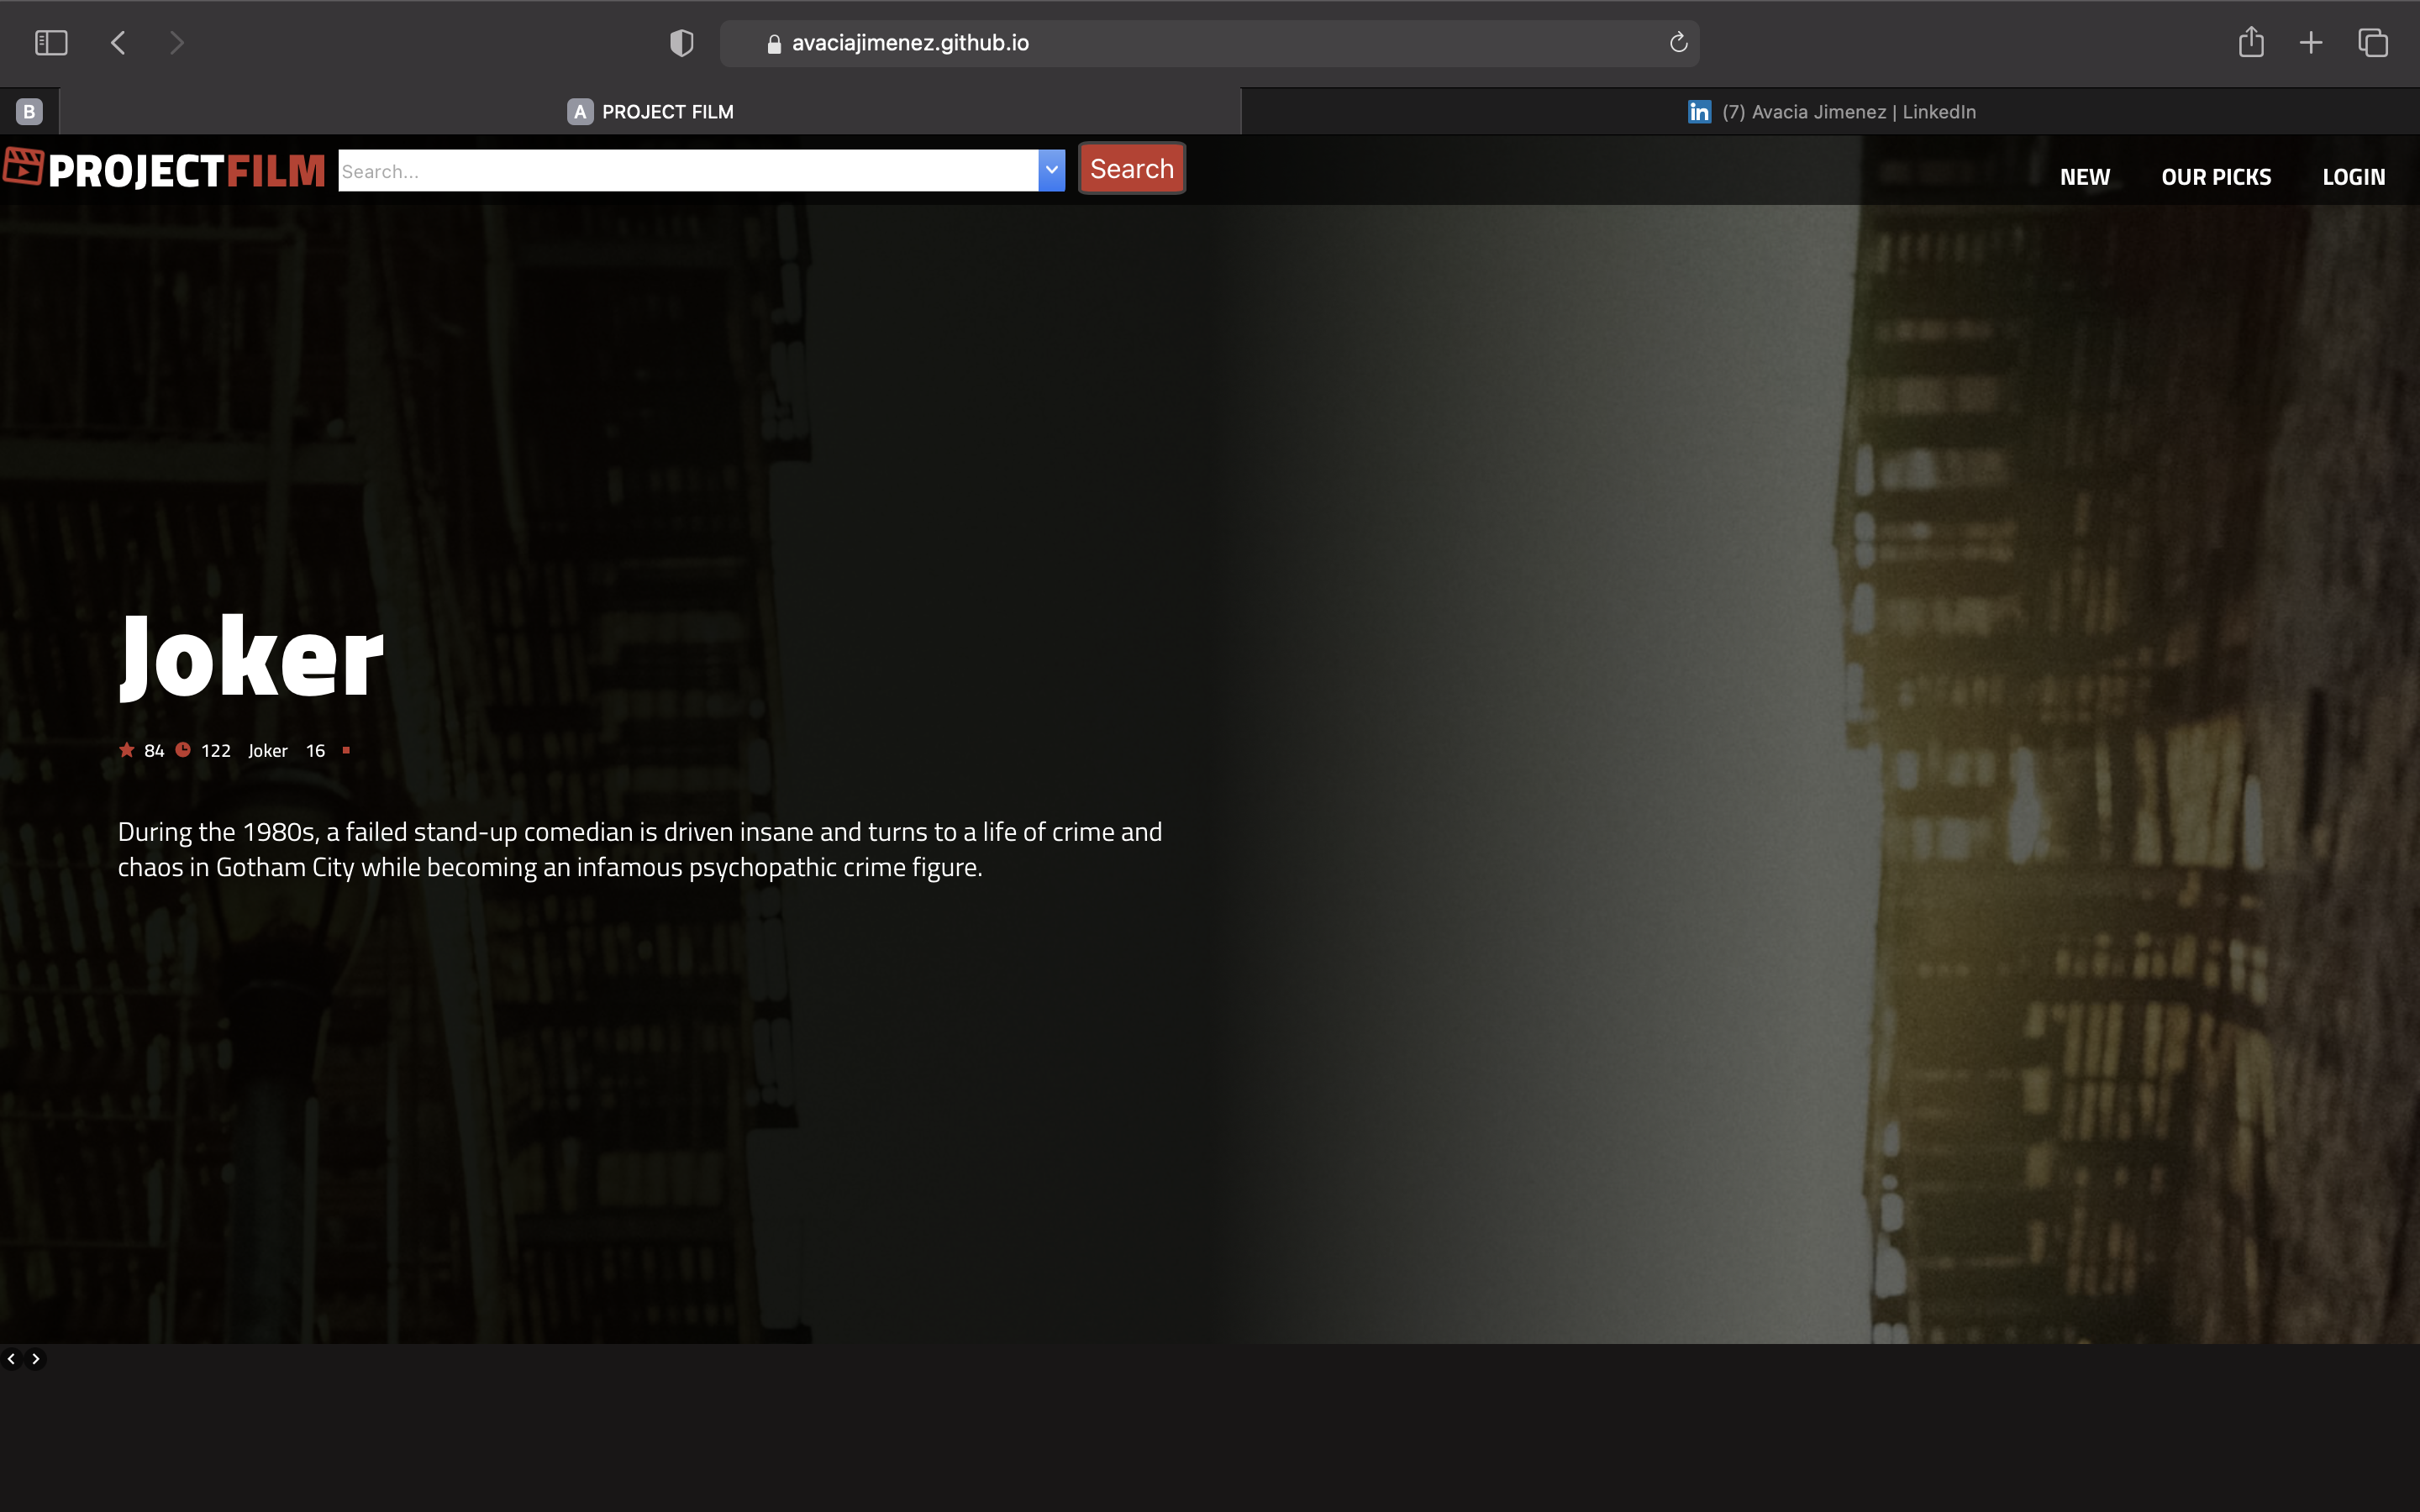 avaciajimenez.github.io
B
A PROJECT FILM
in (7) Avacia Jimenez | LinkedIn
PROJECTFILM
Search...
Search
NEW OUR PICKS LOGIN
Joker
84 122 Joker 16
During the 1980s, a failed stand-up comedian is driven insane and turns to a life of crime and
chaos in Gotham City while becoming an infamous psychopathic crime figure.